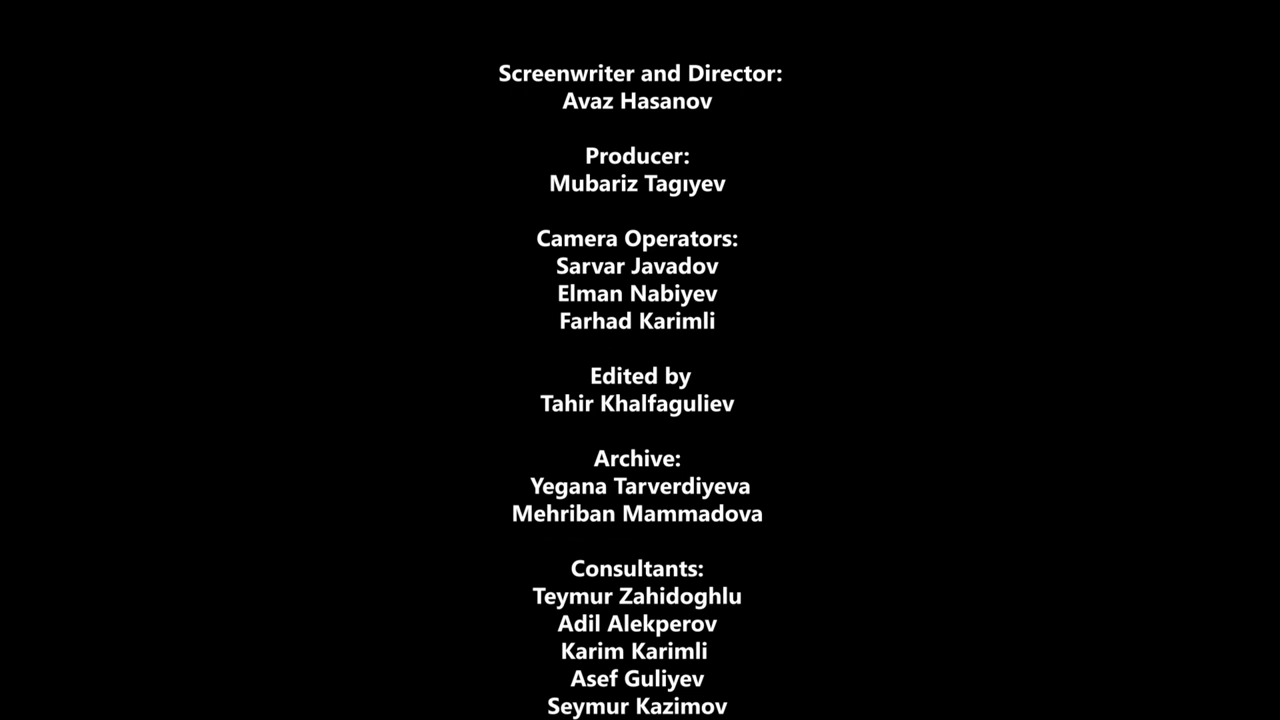 Screenwriter and Director:
Avaz Hasanov
Producer:
Mubariz Tagıyev
Camera Operators:
Sarvar Javadov
Elman Nabiyev
Farhad Karimli
Edited by
Tahir Khalfaguliev
Archive:
Yegana Tarverdiyeva
Mehriban Mammadova
Consultants:
Teymur Zahidoghlu
Adil Alekperov
Karim Karimli
Asef Guliyev
Seymur Kazimov